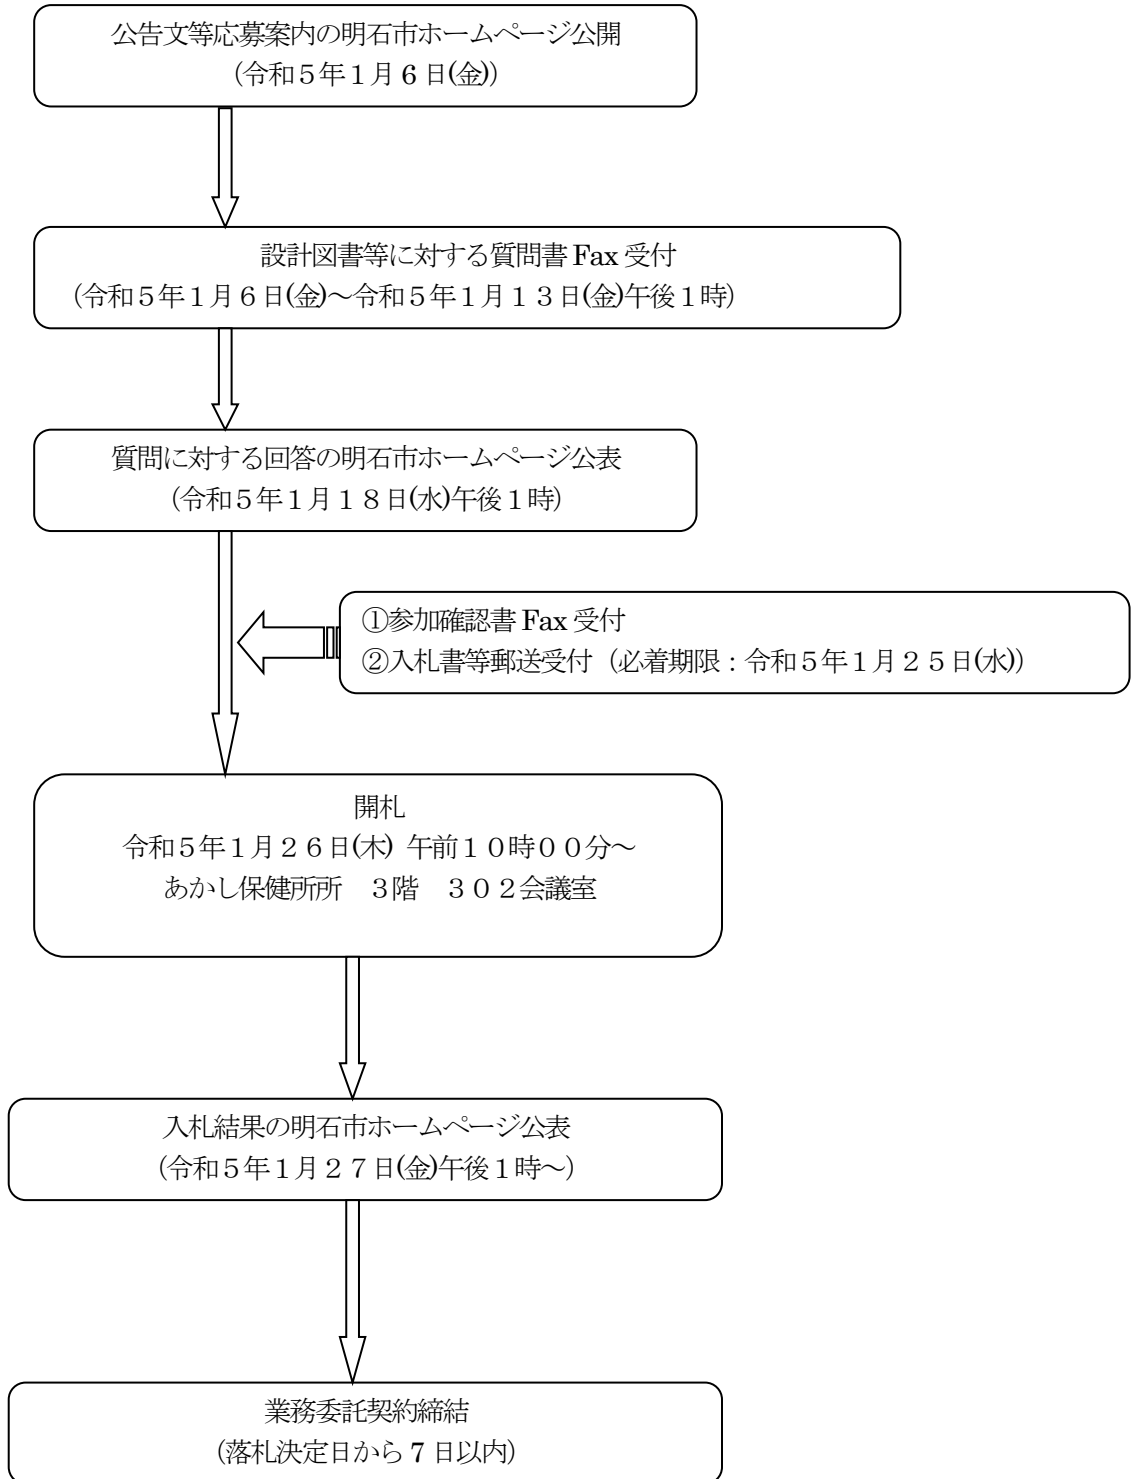 公告文等応募案内の明石市ホームページ公開
（令和５年１月 6 日(金)）
設計図書等に対する質問書 Fax 受付
（令和５年１月６日(金)～令和５年１月１３日(金)午後１時）
質問に対する回答の明石市ホームページ公表
（令和５年１月１８日(水)午後１時）
①参加確認書 Fax 受付
②入札書等郵送受付（必着期限：令和５年１月２５日(水)）
開札
令和５年１月２６日(木) 午前１０時００分～
あかし保健所所　３階　３０２会議室
入札結果の明石市ホームページ公表
（令和５年１月２７日(金)午後１時～）
業務委託契約締結
（落札決定日から 7 日以内）